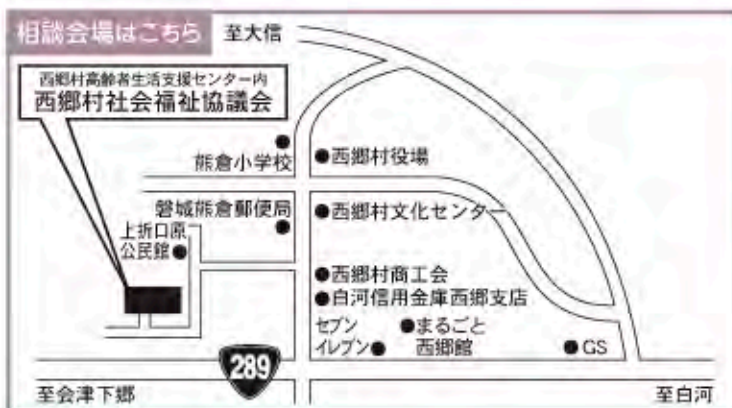 相談会場はこちら
至大信
西郷村高齢者生活支援センター内
西郷村社会福祉協議会
熊倉小学校
●西郷村役場
磐城熊倉郵便局
●西郷村文化センター
上折口原
公民館●
●西郷村商工会
●白河信用金庫西郷支店
セブン
イレブン●
●まるごと
西郷館
●GS
289
至会津下郷
至白河